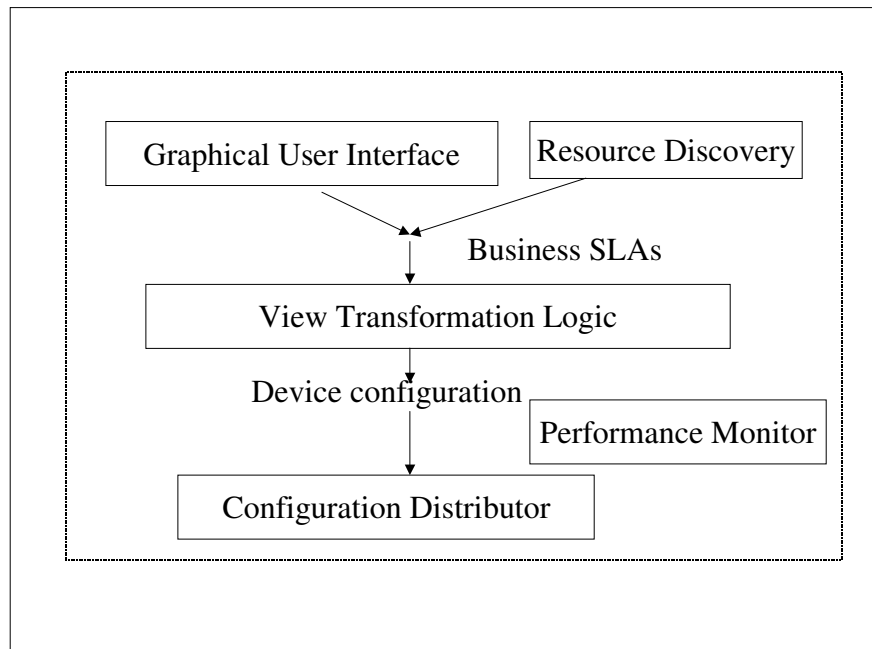 Graphical User Interface
Resource Discovery
Business SLAs
View Transformation Logic
Device configuration
Performance Monitor
Configuration Distributor